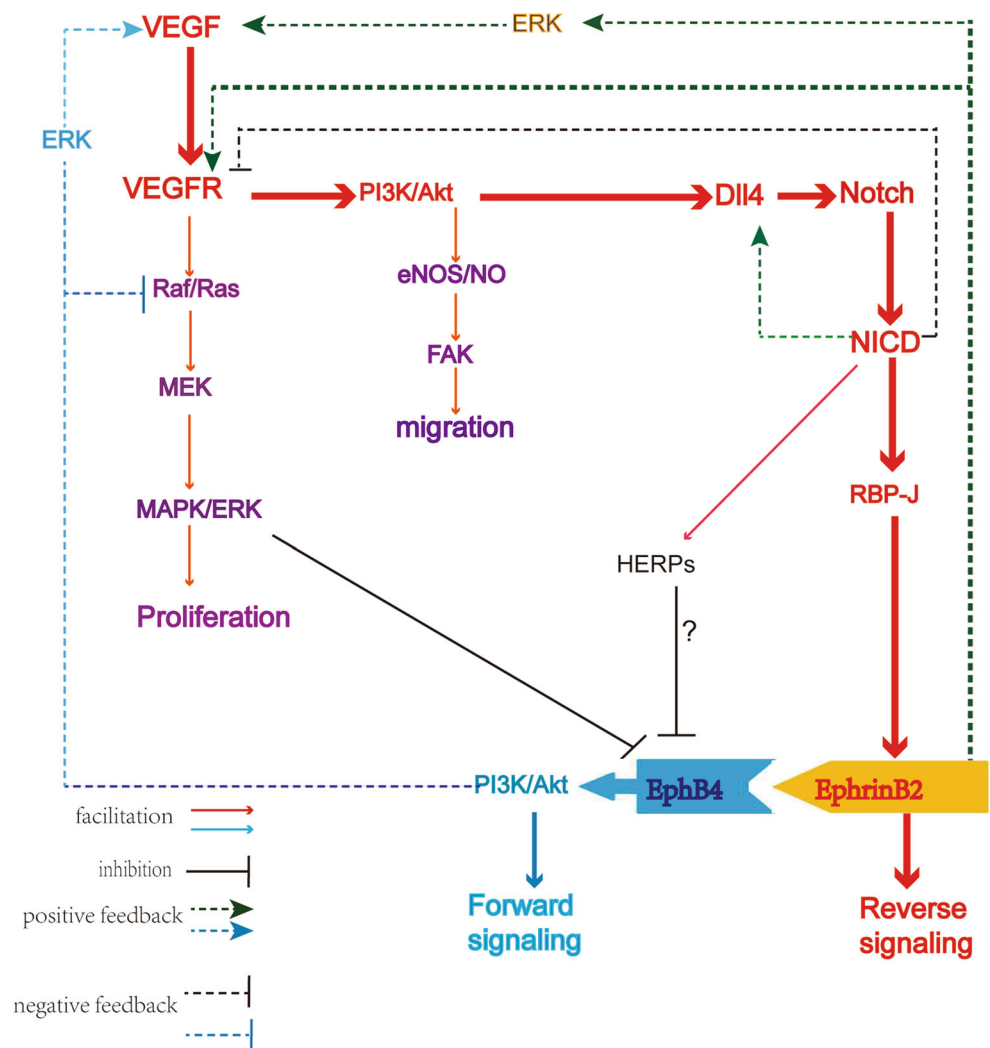 VEGF
ERK
ERK
VEGFR
PI3K/Akt
Dll4
Notch
Raf/Ras
eNOS/NO
NICD
FAK
MEK
migration
RBP-J
MAPK/ERK
HERPs
Proliferation
?
PI3K/Akt
EphB4
EphrinB2
facilitation
inhibition
positive feedback
negative feedback
Forward
signaling
Reverse
signaling